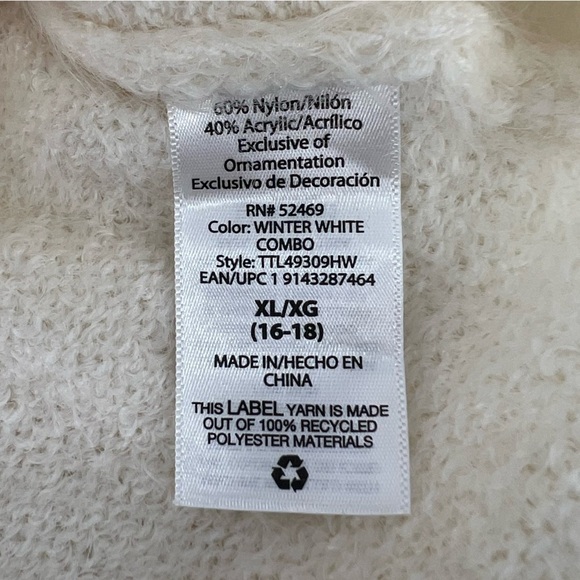 60% Nylon/Nilón
40% Acrylic/Acrílico
Exclusive of
Ornamentation
Exclusivo de Decoración
RN# 52469
Color: WINTER WHITE
COMBO
Style: TTL49309HW
EAN/UPC 1 9143287464
XL/XG
(16-18)
MADE IN/HECHO EN
CHINA
THIS LABEL YARN IS MADE
OUT OF 100% RECYCLED
POLYESTER MATERIALS